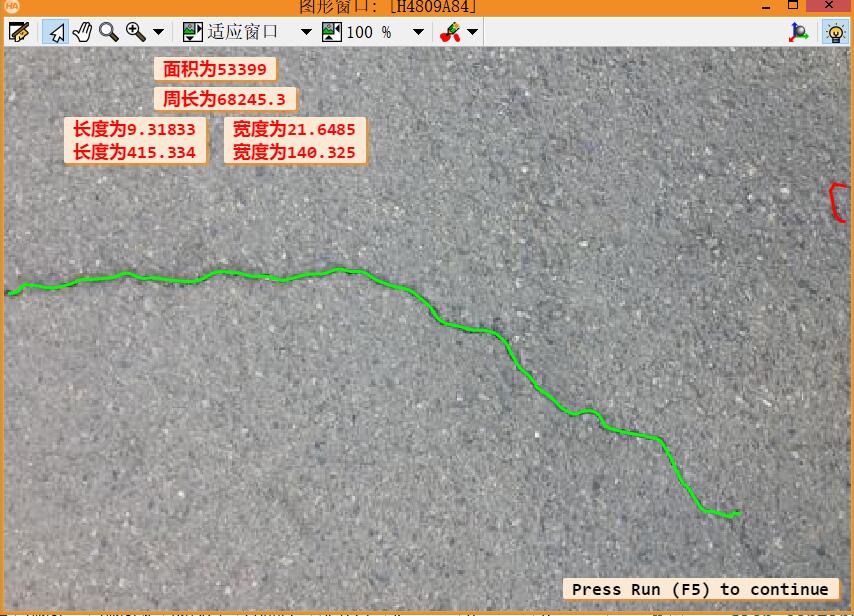 图形窗口: [H4809A84]
适应窗口
100 %
面积为53399
周长为68245.3
长度为9.31833 宽度为21.6485
长度为415.334 宽度为140.325
Press Run (F5) to continue